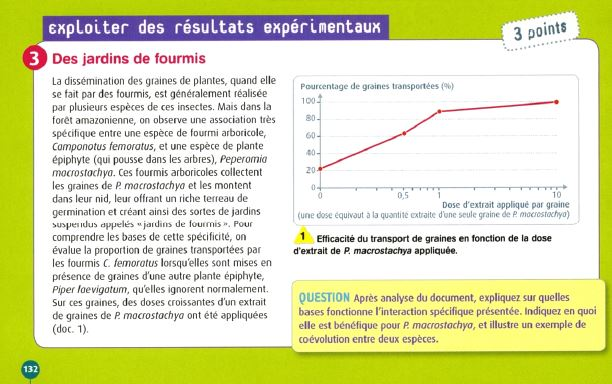 exploiter des résultats expérimentaux
3 points
3 Des jardins de fourmis
La dissémination des graines de plantes, quand elle
se fait par des fourmis, est généralement réalisée
par plusieurs espèces de ces insectes. Mais dans la
forêt amazonienne, on observe une association très
spécifique entre une espèce de fourmi arboricole,
Camponotus femoratus, et une espèce de plante
épiphyte (qui pousse dans les arbres), Peperomia
macrostachya. Ces fourmis arboricoles collectent
les graines de P. macrostachya et les montent
dans leur nid, leur offrant un riche terreau de
germination et créant ainsi des sortes de jardins
suspendus appelés « jardins de fourmis ». Pour
comprendre les bases de cette spécificité, on
évalue la proportion de graines transportées par
les fourmis C. femoratus lorsqu'elles sont mises en
présence de graines d'une autre plante épiphyte,
Piper laevigatum, qu'elles ignorent normalement.
Sur ces graines, des doses croissantes d'un extrait
de graines de P. macrostachya ont été appliquées
(doc. 1).
Pourcentage de graines transportées (%)
100
80
60
40
20
0
0 0,5 1 10
Dose d'extrait appliqué par graine
(une dose équivaut à la quantité extraite d'une seule graine de P. macrostachya)
1 Efficacité du transport de graines en fonction de la dose
d'extrait de P. macrostachya appliquée.
QUESTION Après analyse du document, expliquez sur quelles
bases fonctionne l'interaction spécifique présentée. Indiquez en quoi
elle est bénéfique pour P. macrostachya, et illustre un exemple de
coévolution entre deux espèces.
132